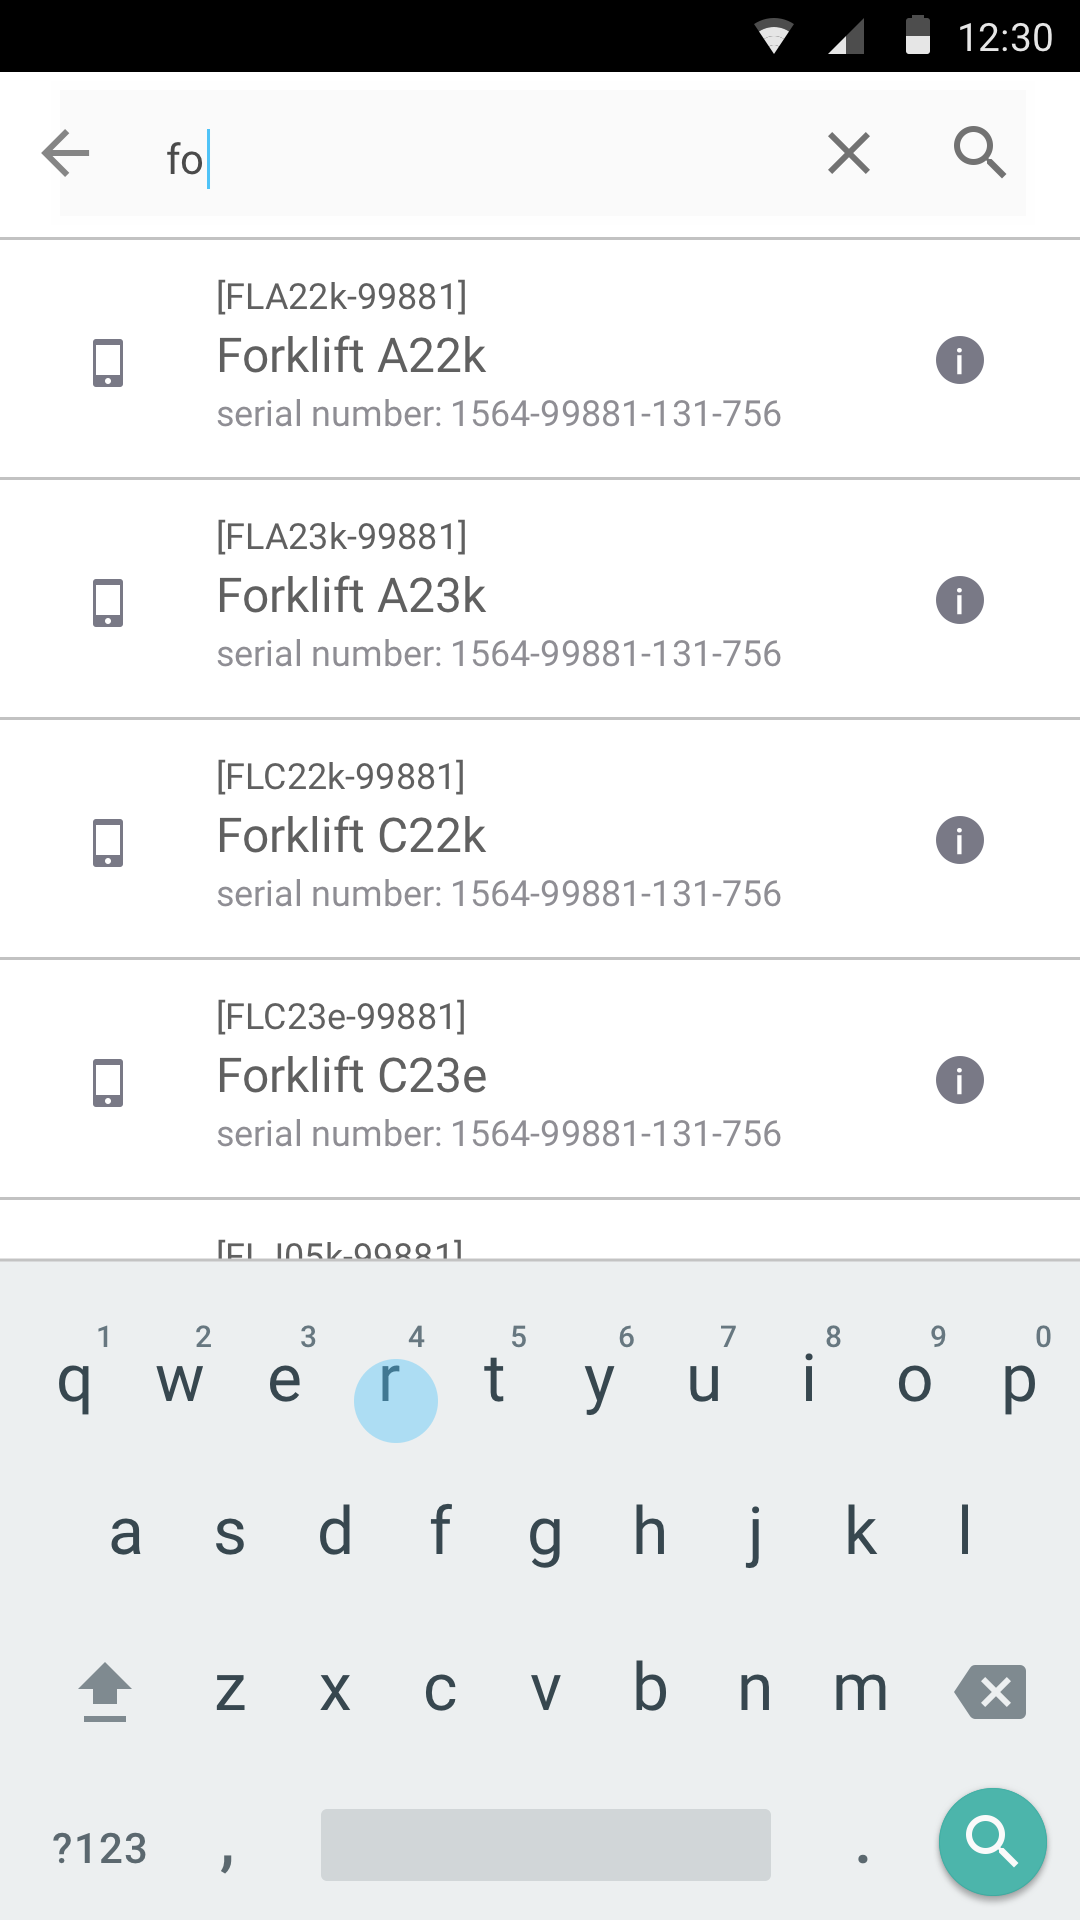 12:30
fo
[FLA22k-99881]
Forklift A22k
serial number: 1564-99881-131-756
[FLA23k-99881]
Forklift A23k
serial number: 1564-99881-131-756
[FLC22k-99881]
Forklift C22k
serial number: 1564-99881-131-756
[FLC23e-99881]
Forklift C23e
serial number: 1564-99881-131-756
[FLJ05k-99881]
1 2 3 4 5 6 7 8 9 0
q w e r t y u i o p
a s d f g h j k l
z x c v b n m
?123 , .